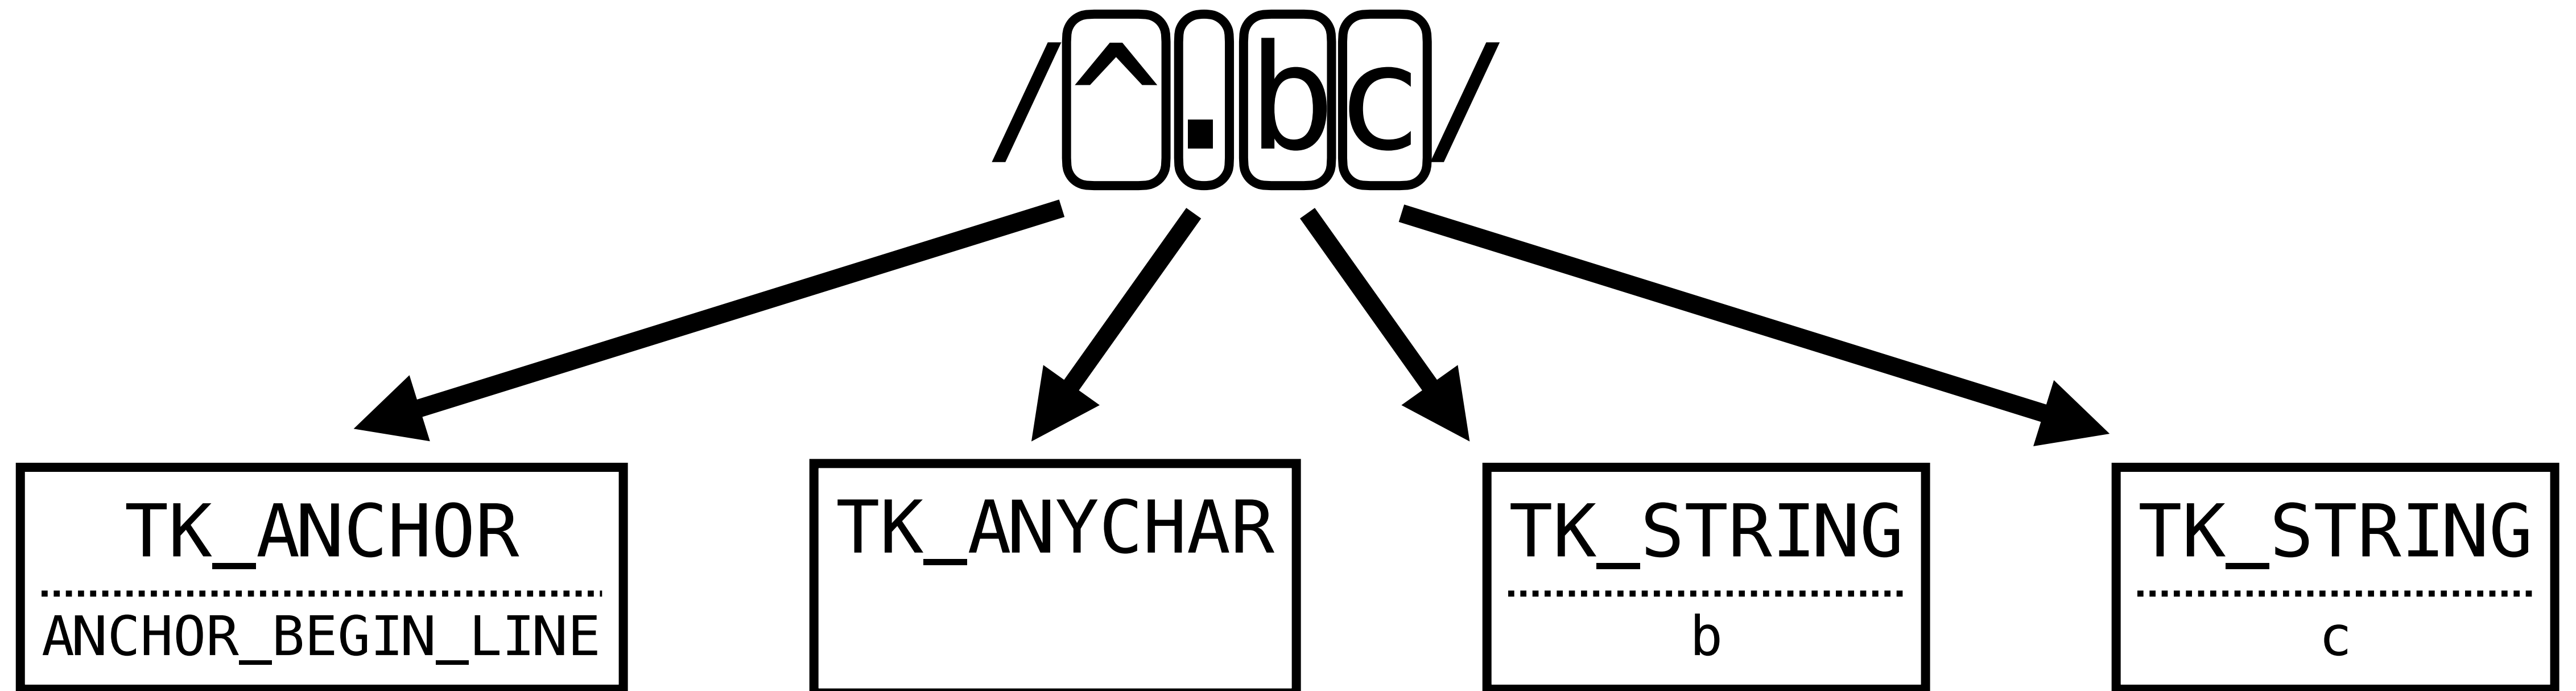 /^.bc/
TK_ANCHOR
ANCHOR_BEGIN_LINE
TK_ANYCHAR
TK_STRING
b
TK_STRING
c